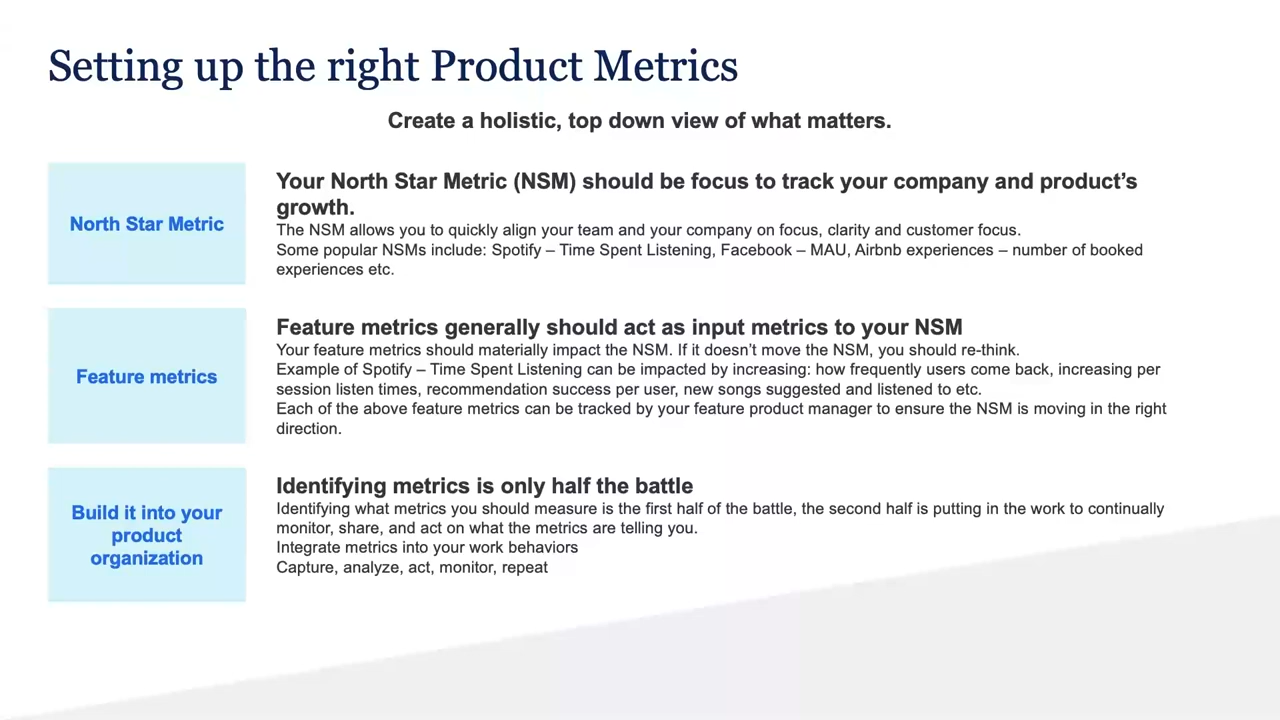 Setting up the right Product Metrics
Create a holistic, top down view of what matters.
North Star Metric
Your North Star Metric (NSM) should be focus to track your company and product’s
growth.
The NSM allows you to quickly align your team and your company on focus, clarity and customer focus.
Some popular NSMs include: Spotify – Time Spent Listening, Facebook – MAU, Airbnb experiences – number of booked
experiences etc.
Feature metrics
Feature metrics generally should act as input metrics to your NSM
Your feature metrics should materially impact the NSM. If it doesn’t move the NSM, you should re-think.
Example of Spotify – Time Spent Listening can be impacted by increasing: how frequently users come back, increasing per
session listen times, recommendation success per user, new songs suggested and listened to etc.
Each of the above feature metrics can be tracked by your feature product manager to ensure the NSM is moving in the right
direction.
Build it into your
product
organization
Identifying metrics is only half the battle
Identifying what metrics you should measure is the first half of the battle, the second half is putting in the work to continually
monitor, share, and act on what the metrics are telling you.
Integrate metrics into your work behaviors
Capture, analyze, act, monitor, repeat